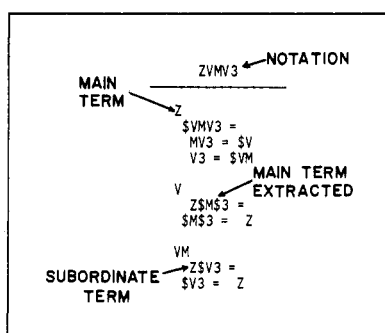 ZVMV3
NOTATION
MAIN
TERM
Z
$VMV3 =
MV3 = $V
V3 = $VM
MAIN TERM
EXTRACTED
V
Z$M$3 =
$M$3 = Z
VM
Z$V3 =
$V3 = Z
SUBORDINATE
TERM